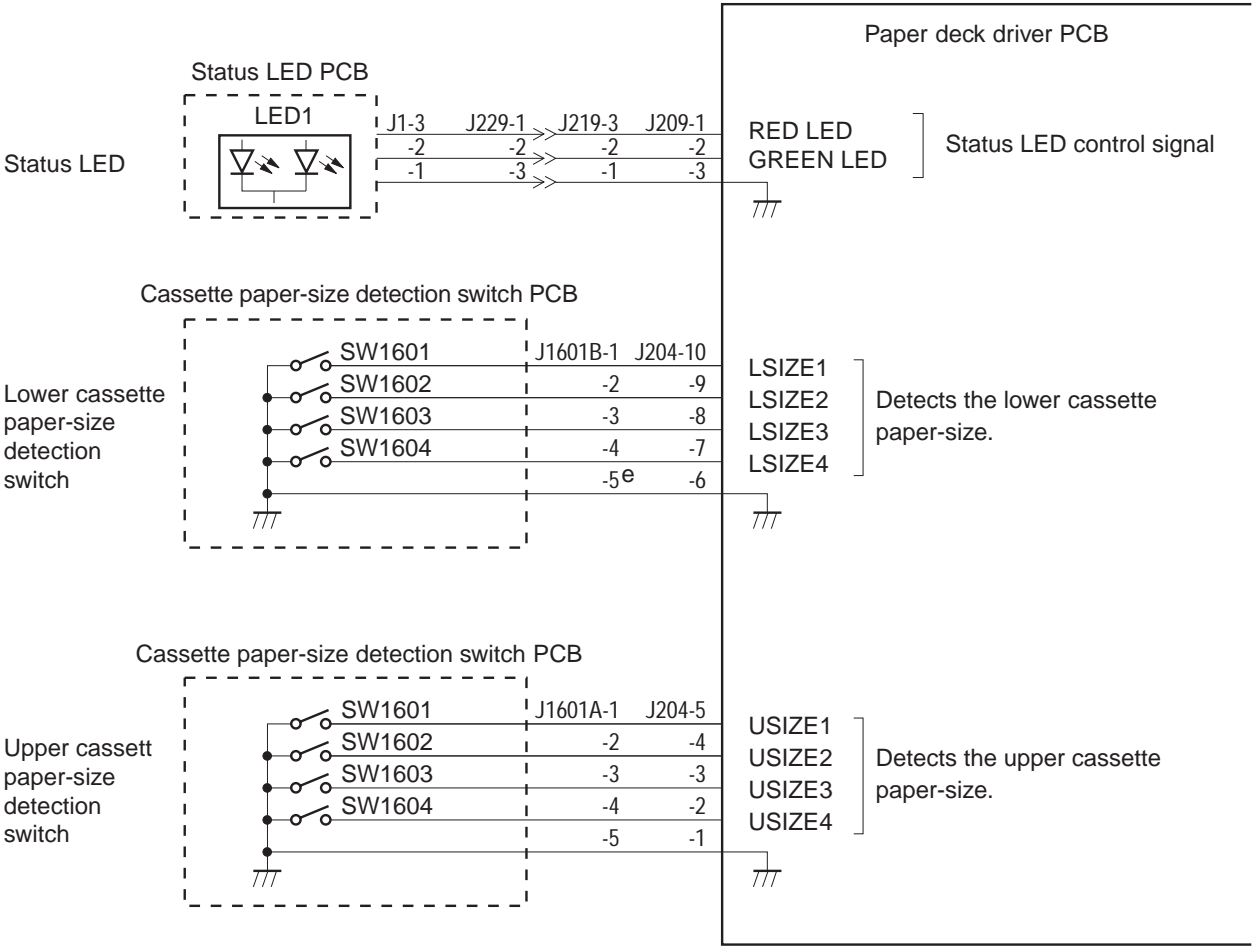 Paper deck driver PCB
Status LED PCB
LED1
J1-3 J229-1 J219-3 J209-1
-2 -2 -2 -2
-1 -3 -1 -3
Status LED
RED LED
GREEN LED
Status LED control signal
Cassette paper-size detection switch PCB
SW1601 J1601B-1 J204-10
SW1602 -2 -9
SW1603 -3 -8
SW1604 -4 -7
-5e -6
Lower cassette
paper-size
detection
switch
LSIZE1
LSIZE2
LSIZE3
LSIZE4
Detects the lower cassette
paper-size.
Cassette paper-size detection switch PCB
SW1601 J1601A-1 J204-5
SW1602 -2 -4
SW1603 -3 -3
SW1604 -4 -2
-5 -1
Upper cassett
paper-size
detection
switch
USIZE1
USIZE2
USIZE3
USIZE4
Detects the upper cassette
paper-size.